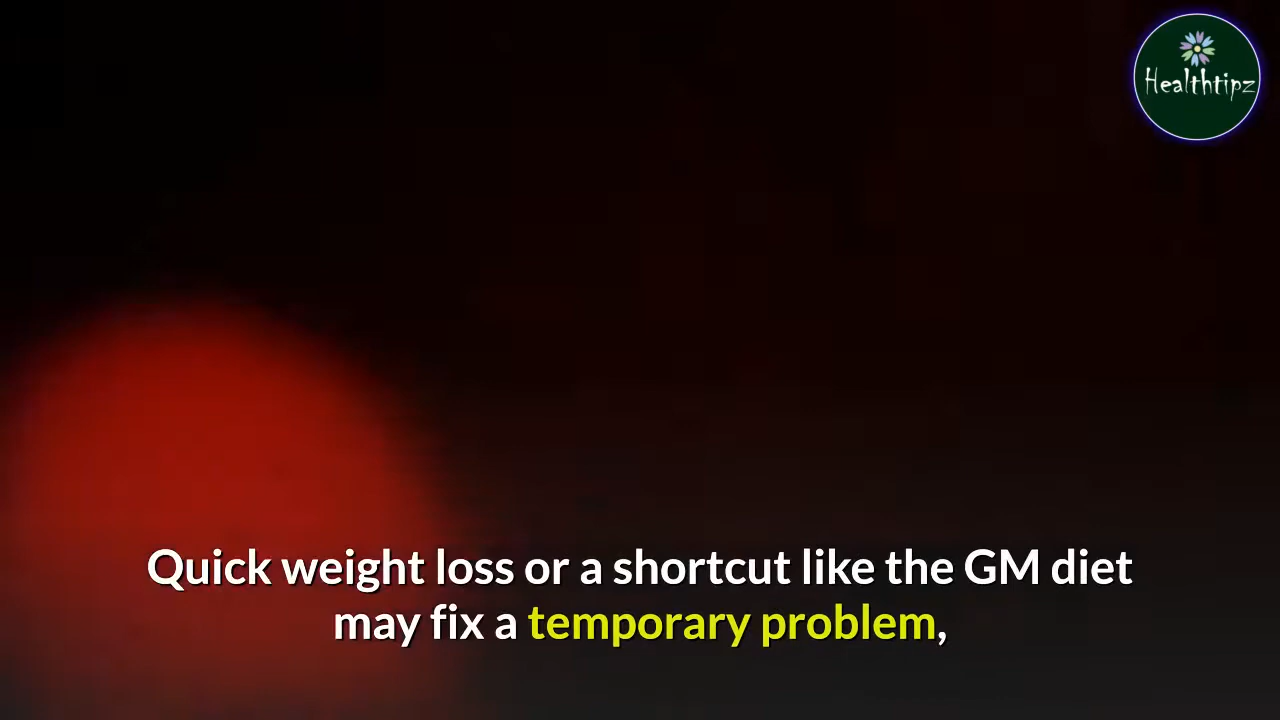 Healthtipz
Quick weight loss or a shortcut like the GM diet
may fix a temporary problem,